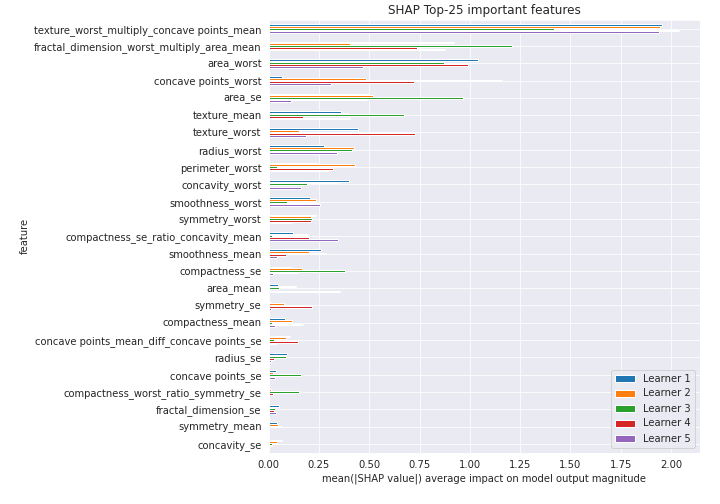 SHAP Top-25 important features
texture_worst_multiply_concave points_mean
fractal_dimension_worst_multiply_area_mean
area_worst
concave points_worst
area_se
texture_mean
texture_worst
radius_worst
perimeter_worst
concavity_worst
smoothness_worst
symmetry_worst
compactness_se_ratio_concavity_mean
smoothness_mean
compactness_se
area_mean
symmetry_se
compactness_mean
concave points_mean_diff_concave points_se
radius_se
concave points_se
compactness_worst_ratio_symmetry_se
fractal_dimension_se
symmetry_mean
concavity_se
feature
Learner 1
Learner 2
Learner 3
Learner 4
Learner 5
0.00 0.25 0.50 0.75 1.00 1.25 1.50 1.75 2.00
mean(|SHAP value|) average impact on model output magnitude